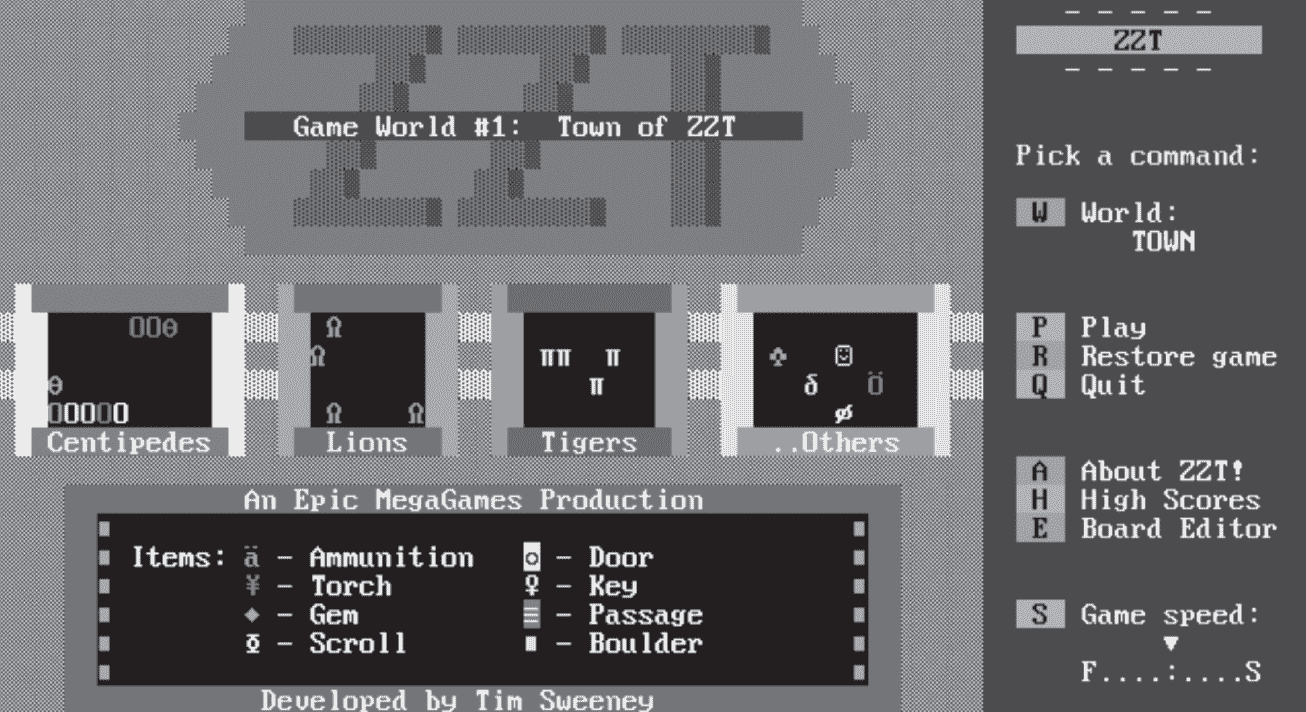 ZZT
Game World #1: Town of ZZT
Centipedes
Lions
Tigers
..Others
An Epic MegaGames Production
Items: ä – Ammunition
¥ – Torch
♦ – Gem
Φ – Scroll
○ – Door
♀ – Key
≡ – Passage
■ – Boulder
Developed by Tim Sweeney
– – – – –
ZZT
– – – – –
Pick a command:
W World:
TOWN
P Play
R Restore game
Q Quit
A About ZZT!
H High Scores
E Board Editor
S Game speed:
▼
F....:....S